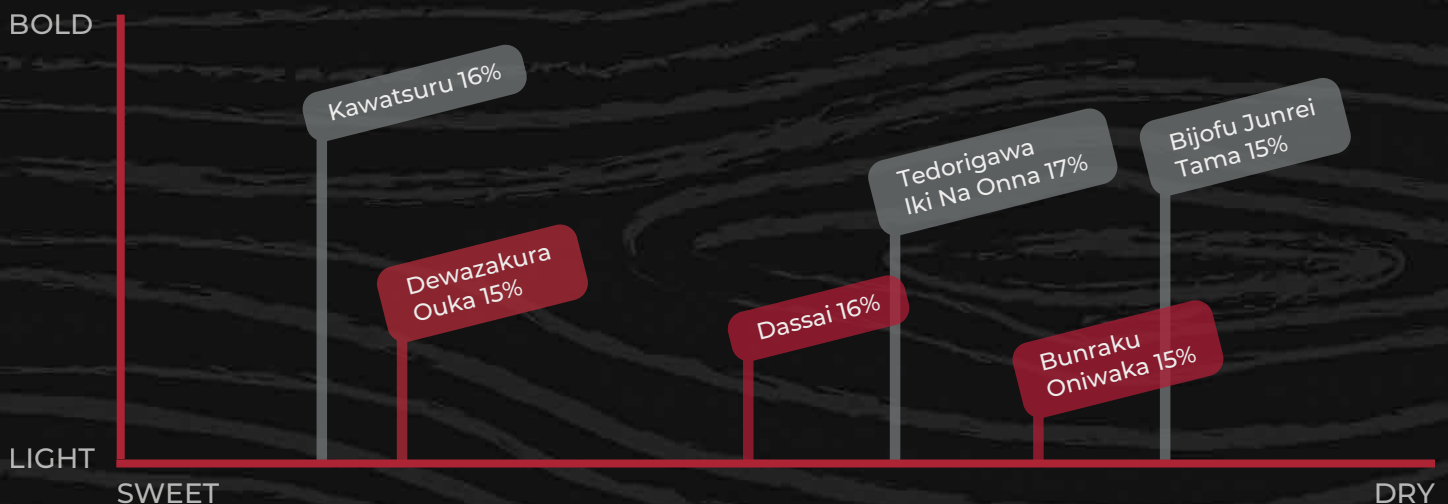 BOLD
Kawatsuru 16%
Bijofu Junrei
Tama 15%
Tedorigawa
Iki Na Onna 17%
Dewazakura
Ouka 15%
Dassai 16%
Bunraku
Oniwaka 15%
LIGHT
SWEET
DRY